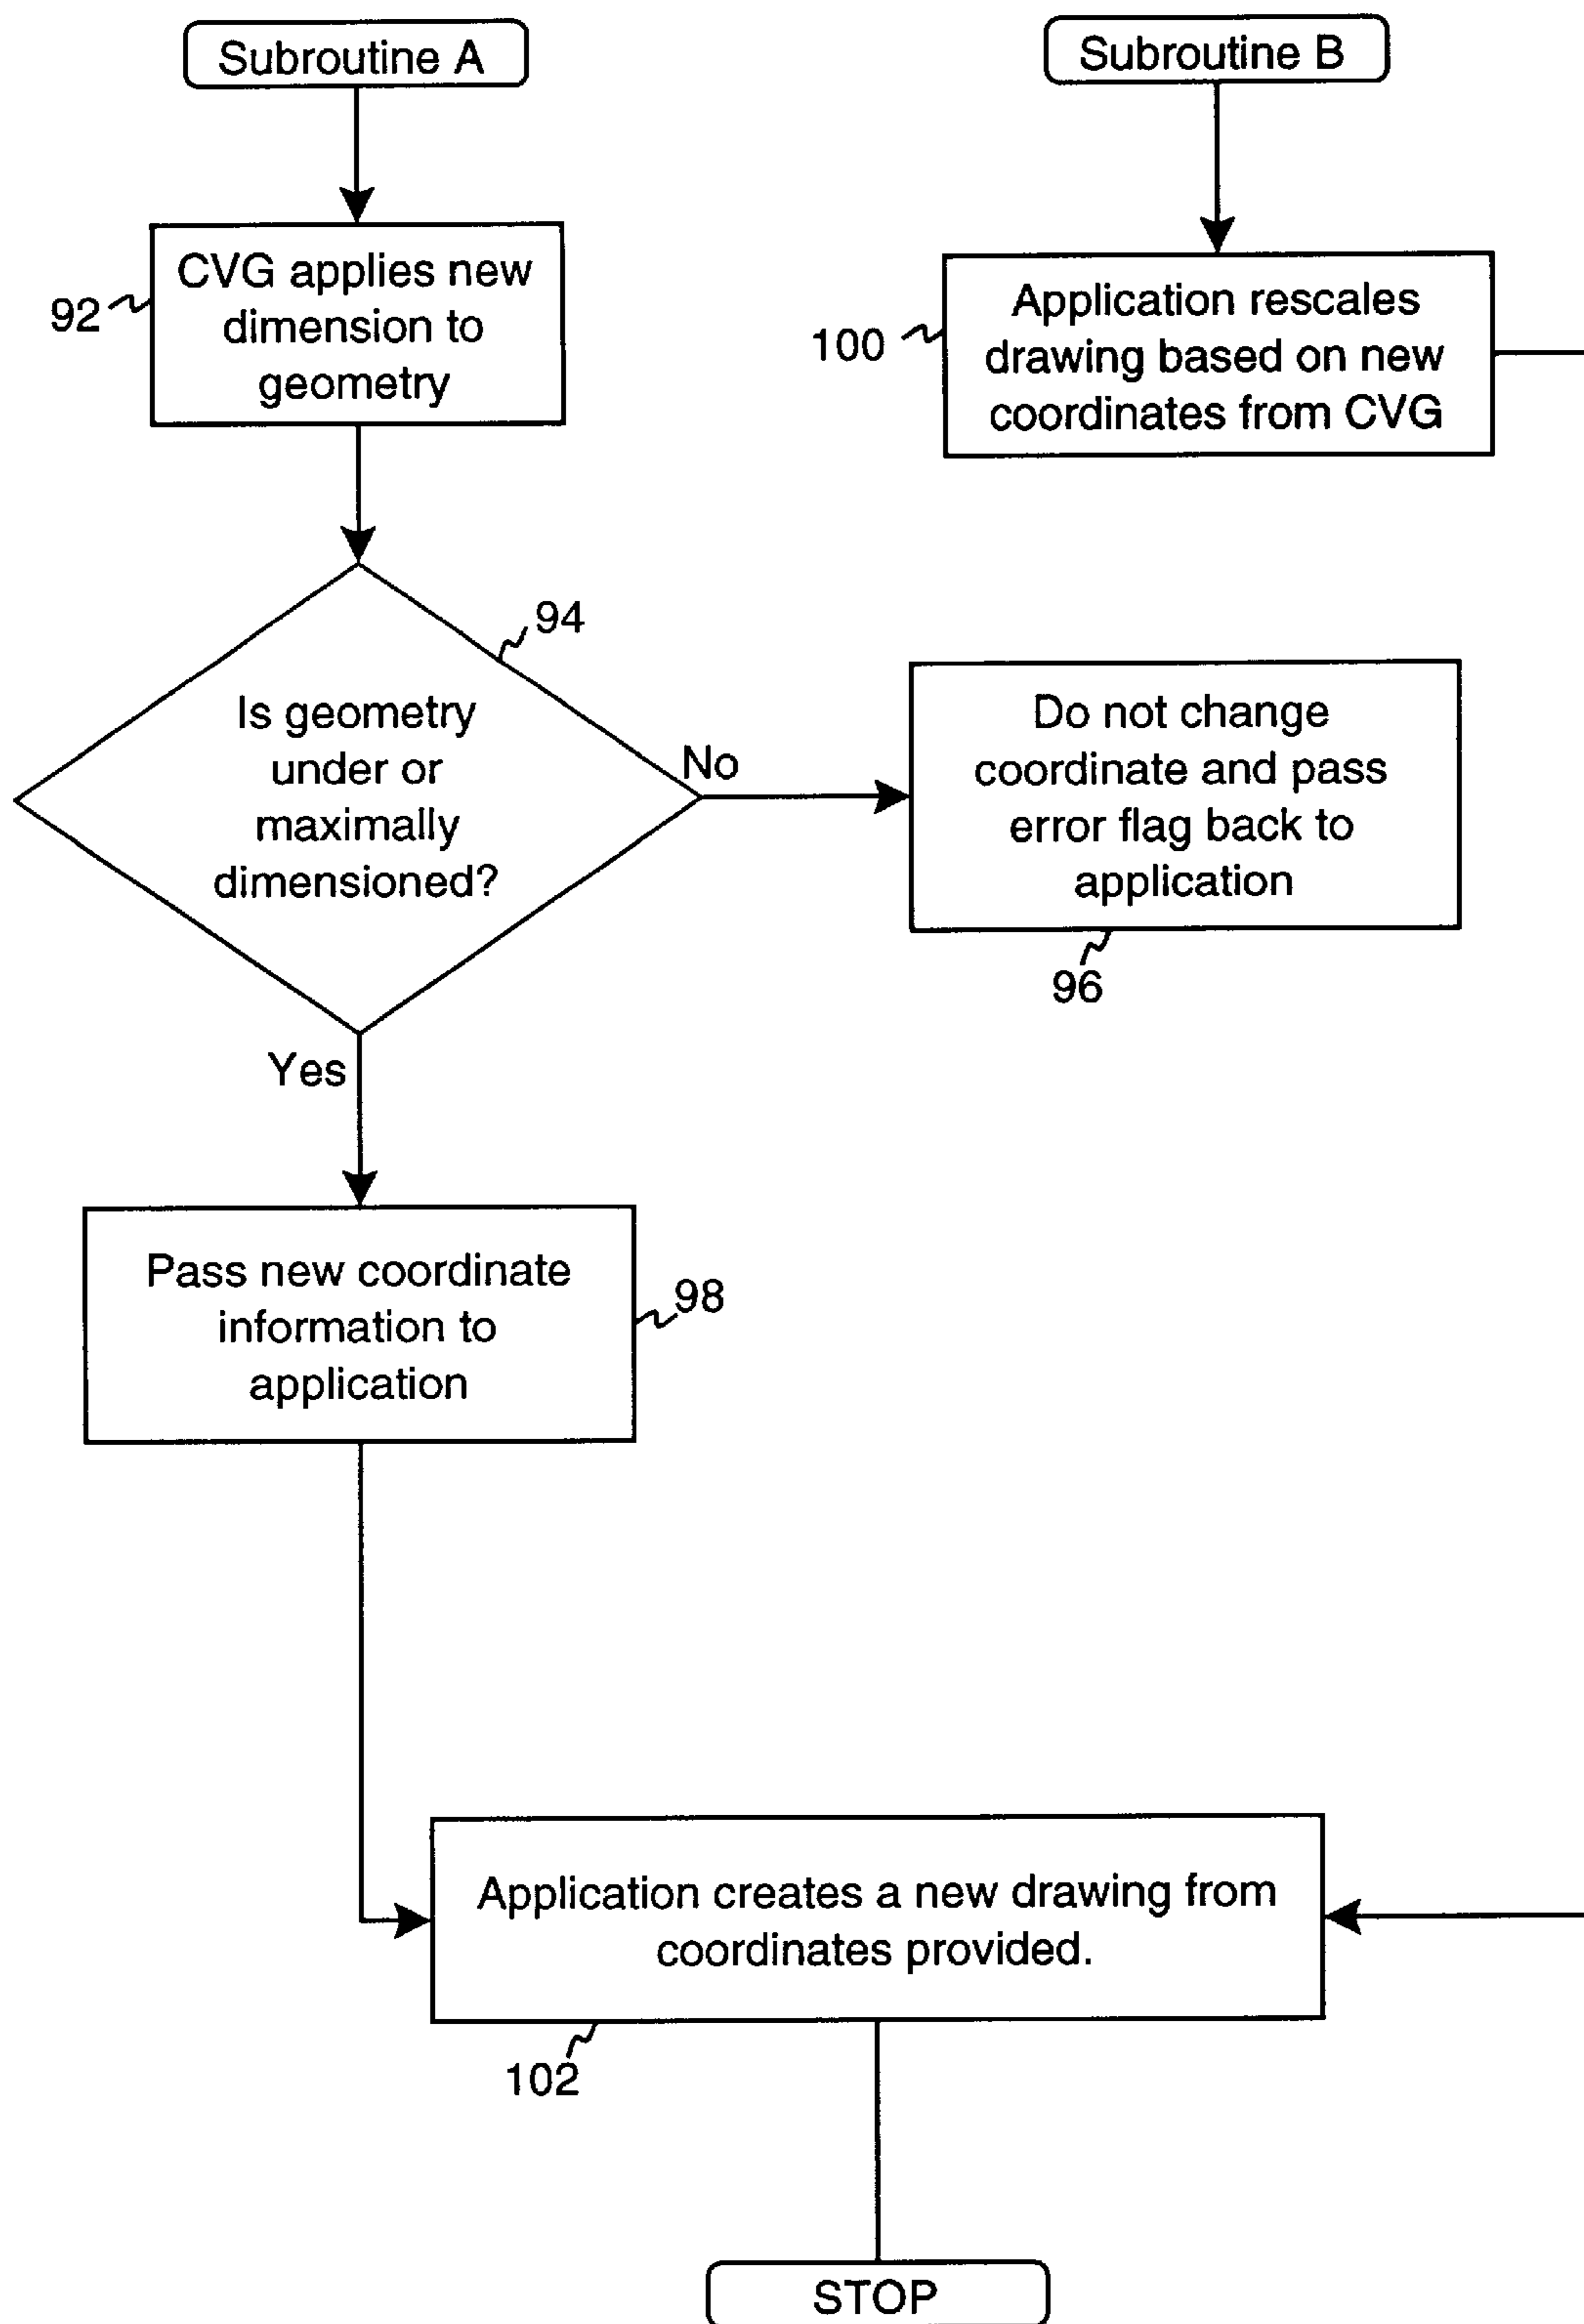 Subroutine A
Subroutine B
92
CVG applies new
dimension to
geometry
100
Application rescales
drawing based on new
coordinates from CVG
94
Is geometry
under or
maximally
dimensioned?
No
Do not change
coordinate and pass
error flag back to
application
96
Yes
Pass new coordinate
information to
application
98
Application creates a new drawing from
coordinates provided.
102
STOP